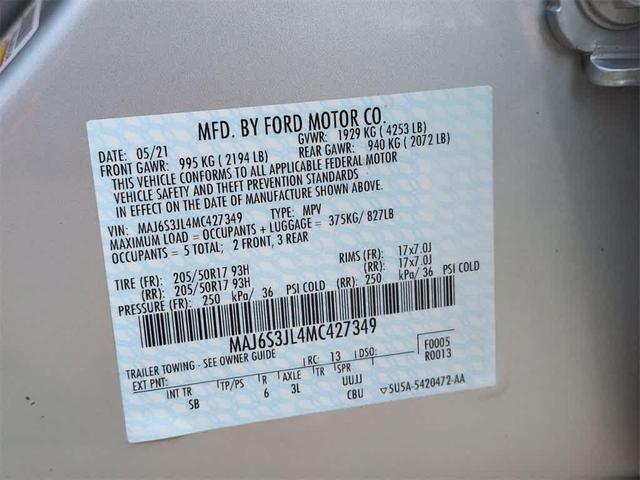 MFD. BY FORD MOTOR CO.
DATE: 05/21 GVWR: 1929 KG ( 4253 LB)
FRONT GAWR: 995 KG ( 2194 LB) REAR GAWR: 940 KG ( 2072 LB)
THIS VEHICLE CONFORMS TO ALL APPLICABLE FEDERAL MOTOR
VEHICLE SAFETY AND THEFT PREVENTION STANDARDS
IN EFFECT ON THE DATE OF MANUFACTURE SHOWN ABOVE.
VIN: MAJ6S3JL4MC427349 TYPE: MPV
MAXIMUM LOAD = OCCUPANTS + LUGGAGE = 375KG/ 827LB
OCCUPANTS = 5 TOTAL; 2 FRONT, 3 REAR
TIRE (FR): 205/50R17 93H RIMS (FR): 17x7.0J
(RR): 205/50R17 93H (RR): 17x7.0J
PRESSURE (FR): 250 kPa/ 36 PSI COLD (RR): 250 kPa/ 36 PSI COLD
MAJ6S3JL4MC427349
TRAILER TOWING - SEE OWNER GUIDE
EXT PNT: RC: 13 DSO: F0005
R0013
INT TR TP/PS R AXLE TR SPR
SB 6 3L UUJJ
CBU ▽5U5A-5420472-AA